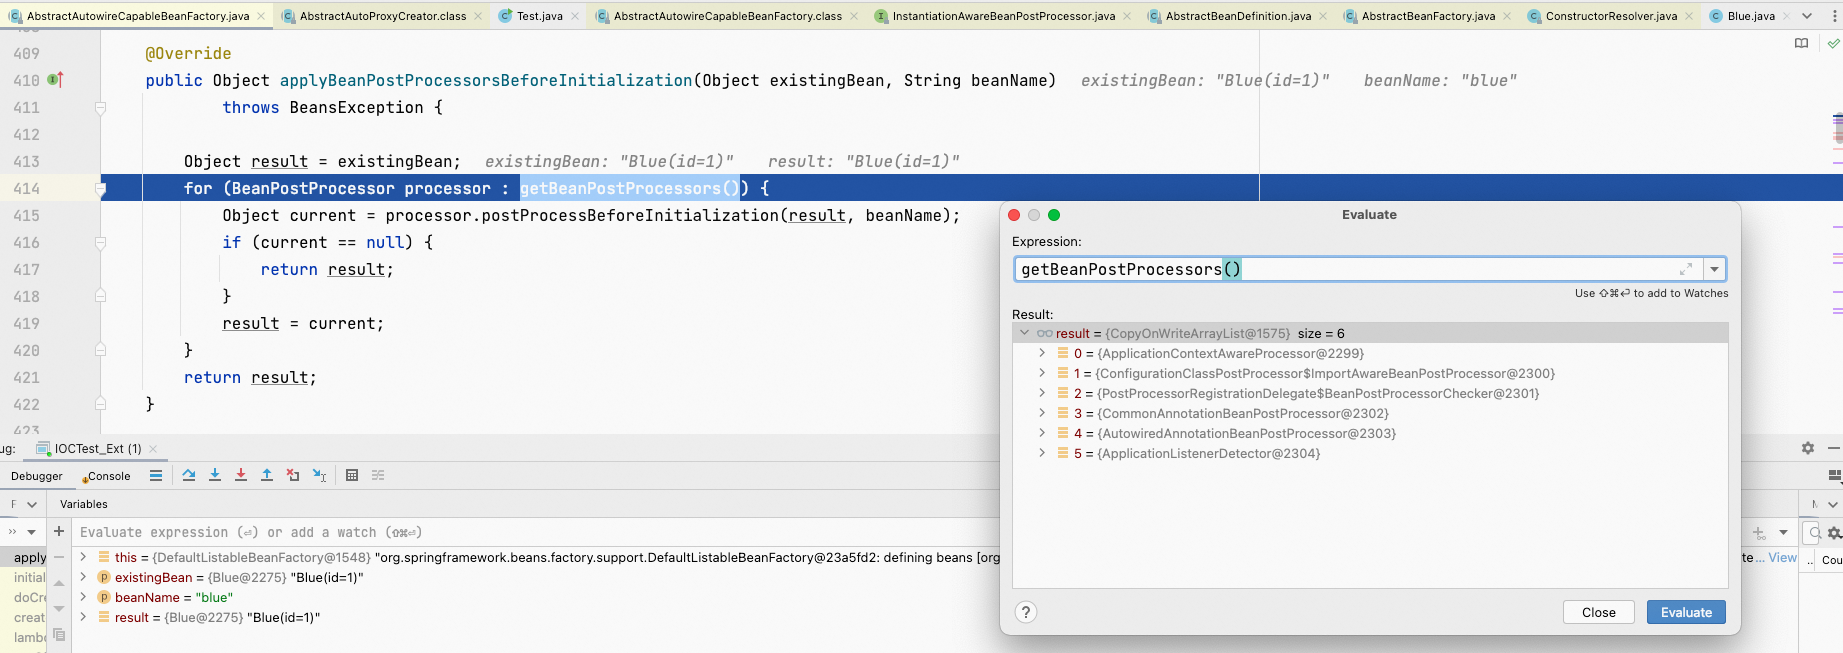 AbstractAutowireCapableBeanFactory.java AbstractAutoProxyCreator.class Test.java AbstractAutowireCapableBeanFactory.class InstantiationAwareBeanPostProcessor.java AbstractBeanDefinition.java AbstractBeanFactory.java ConstructorResolver.java Blue.java
409 @Override
410 public Object applyBeanPostProcessorsBeforeInitialization(Object existingBean, String beanName) existingBean: "Blue(id=1)" beanName: "blue"
411 throws BeansException {
412
413 Object result = existingBean; existingBean: "Blue(id=1)" result: "Blue(id=1)"
414 for (BeanPostProcessor processor : getBeanPostProcessors()) {
415 Object current = processor.postProcessBeforeInitialization(result, beanName);
416 if (current == null) {
417 return result;
418 }
419 result = current;
420 }
421 return result;
422 }
423
Evaluate
Expression:
getBeanPostProcessors()
Use ⇧⌘⏎ to add to Watches
Result:
result = {CopyOnWriteArrayList@1575} size = 6
0 = {ApplicationContextAwareProcessor@2299}
1 = {ConfigurationClassPostProcessor$ImportAwareBeanPostProcessor@2300}
2 = {PostProcessorRegistrationDelegate$BeanPostProcessorChecker@2301}
3 = {CommonAnnotationBeanPostProcessor@2302}
4 = {AutowiredAnnotationBeanPostProcessor@2303}
5 = {ApplicationListenerDetector@2304}
? Close Evaluate
ug: IOCTest_Ext (1)
Debugger Console
F Variables
Evaluate expression (⏎) or add a watch (⇧⌘⏎)
apply this = {DefaultListableBeanFactory@1548} "org.springframework.beans.factory.support.DefaultListableBeanFactory@23a5fd2: defining beans [org te... View .. Cou
initial existingBean = {Blue@2275} "Blue(id=1)"
doCre beanName = "blue"
creat result = {Blue@2275} "Blue(id=1)"
lambd